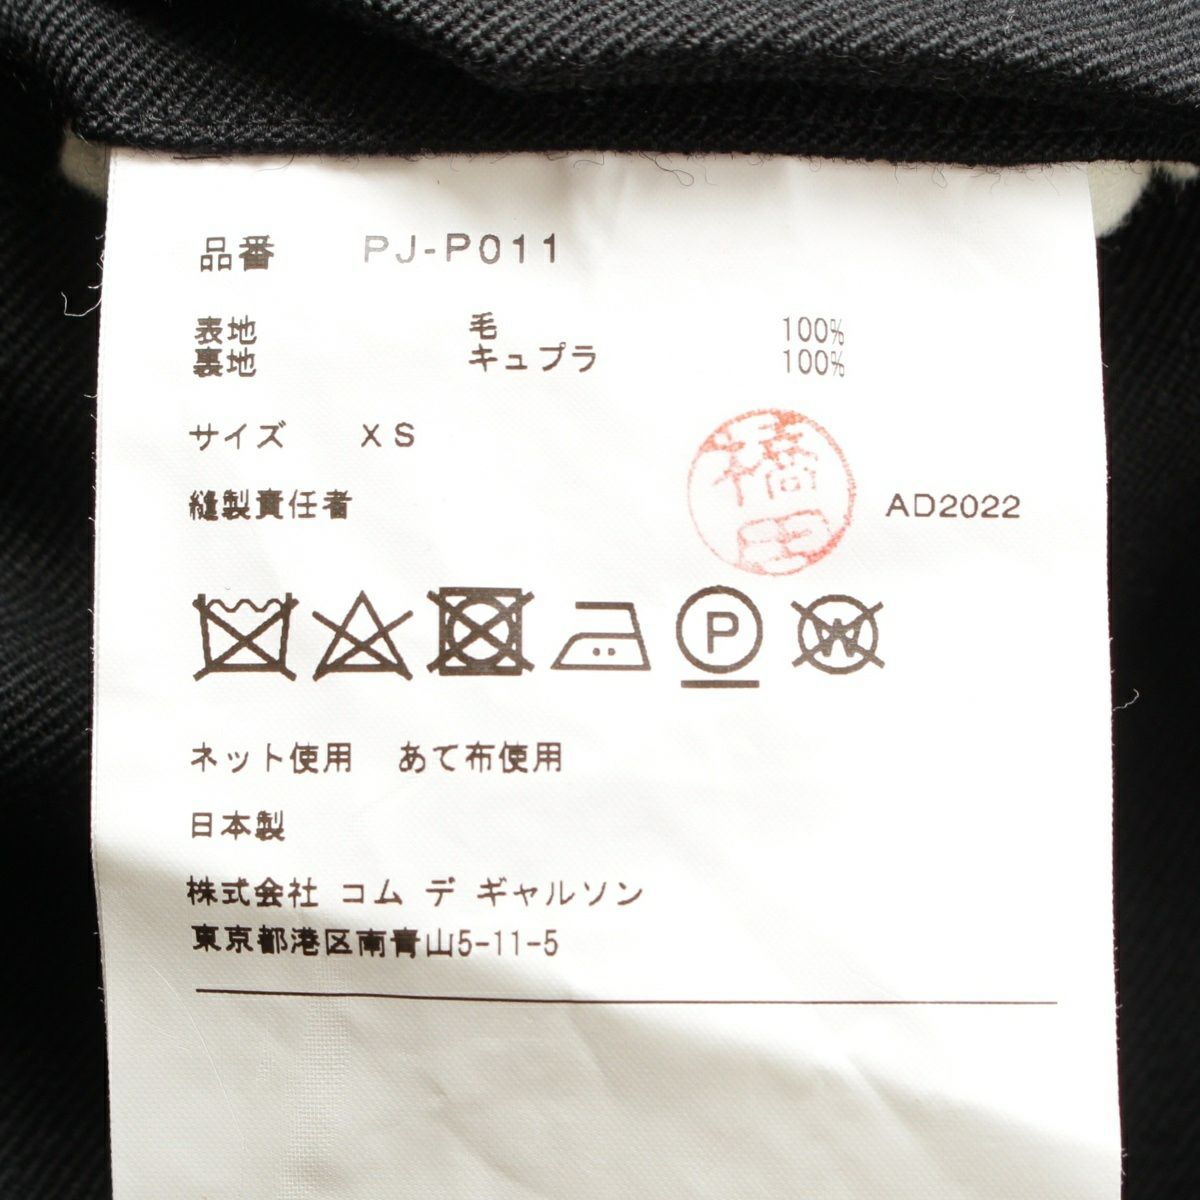 品番 PJ-P011
表地 毛 100%
裏地 キュプラ 100%
サイズ XS
縫製責任者 橋田 AD2022
P W
ネット使用 あて布使用
日本製
株式会社 コム デ ギャルソン
東京都港区南青山5-11-5